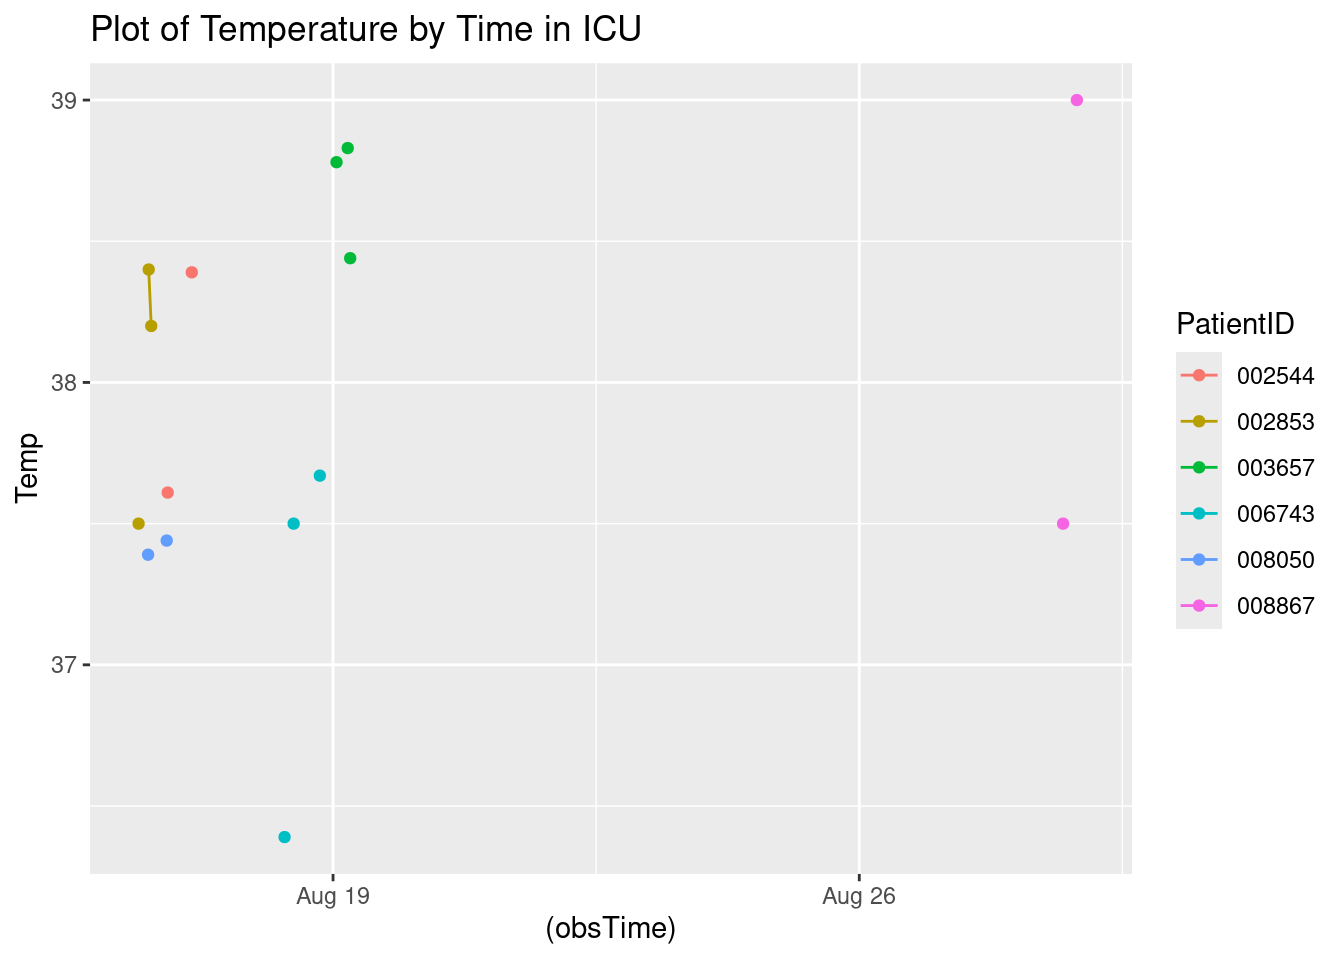 Plot of Temperature by Time in ICU
39
38
37
Temp
Aug 19
Aug 26
(obsTime)
PatientID
002544
002853
003657
006743
008050
008867